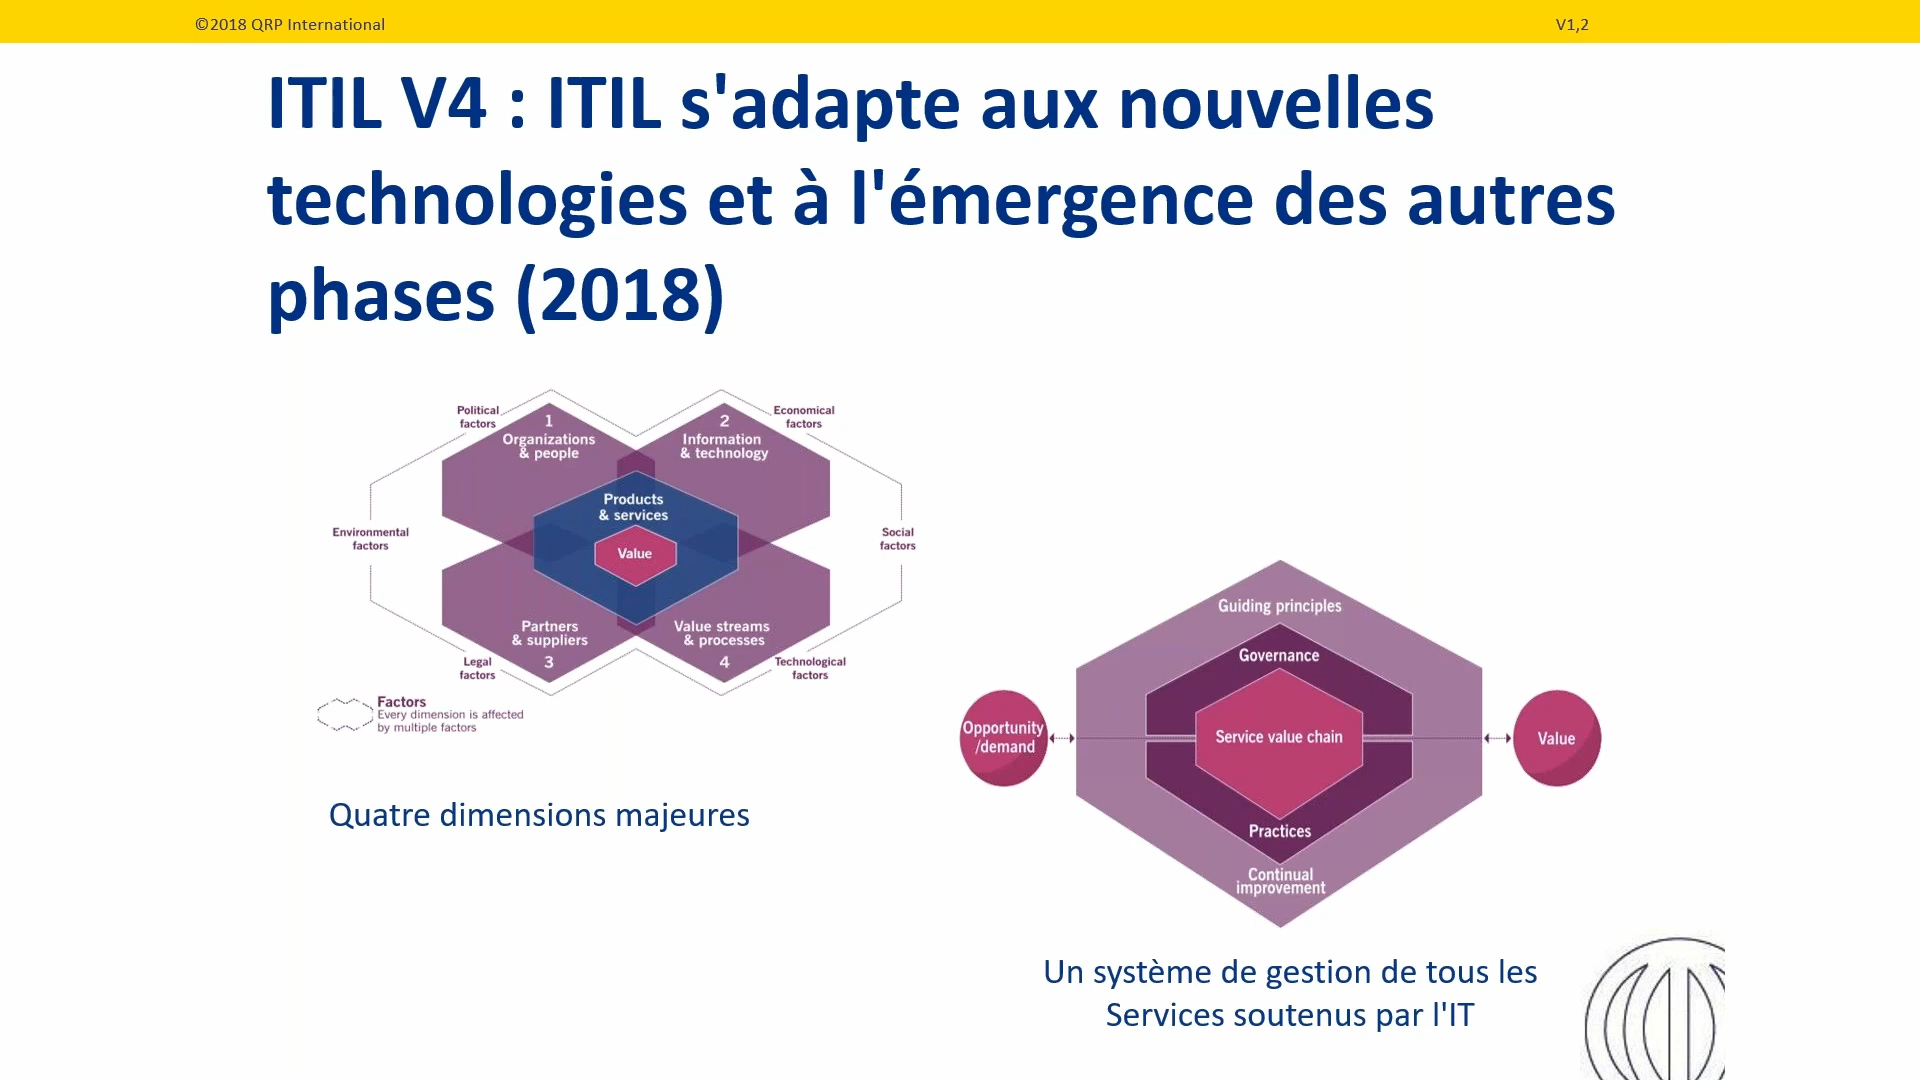 ©2018 QRP International
V1,2
ITIL V4 : ITIL s'adapte aux nouvelles
technologies et à l'émergence des autres
phases (2018)
Political
factors
1
Organizations
& people
2
Information
& technology
Economical
factors
Products
& services
Value
Environmental
factors
Social
factors
Partners
& suppliers
3
Value streams
& processes
4
Legal
factors
Technological
factors
Factors
Every dimension is affected
by multiple factors
Quatre dimensions majeures
Guiding principles
Governance
Opportunity
/demand
Service value chain
Value
Practices
Continual
improvement
Un système de gestion de tous les
Services soutenus par l'IT